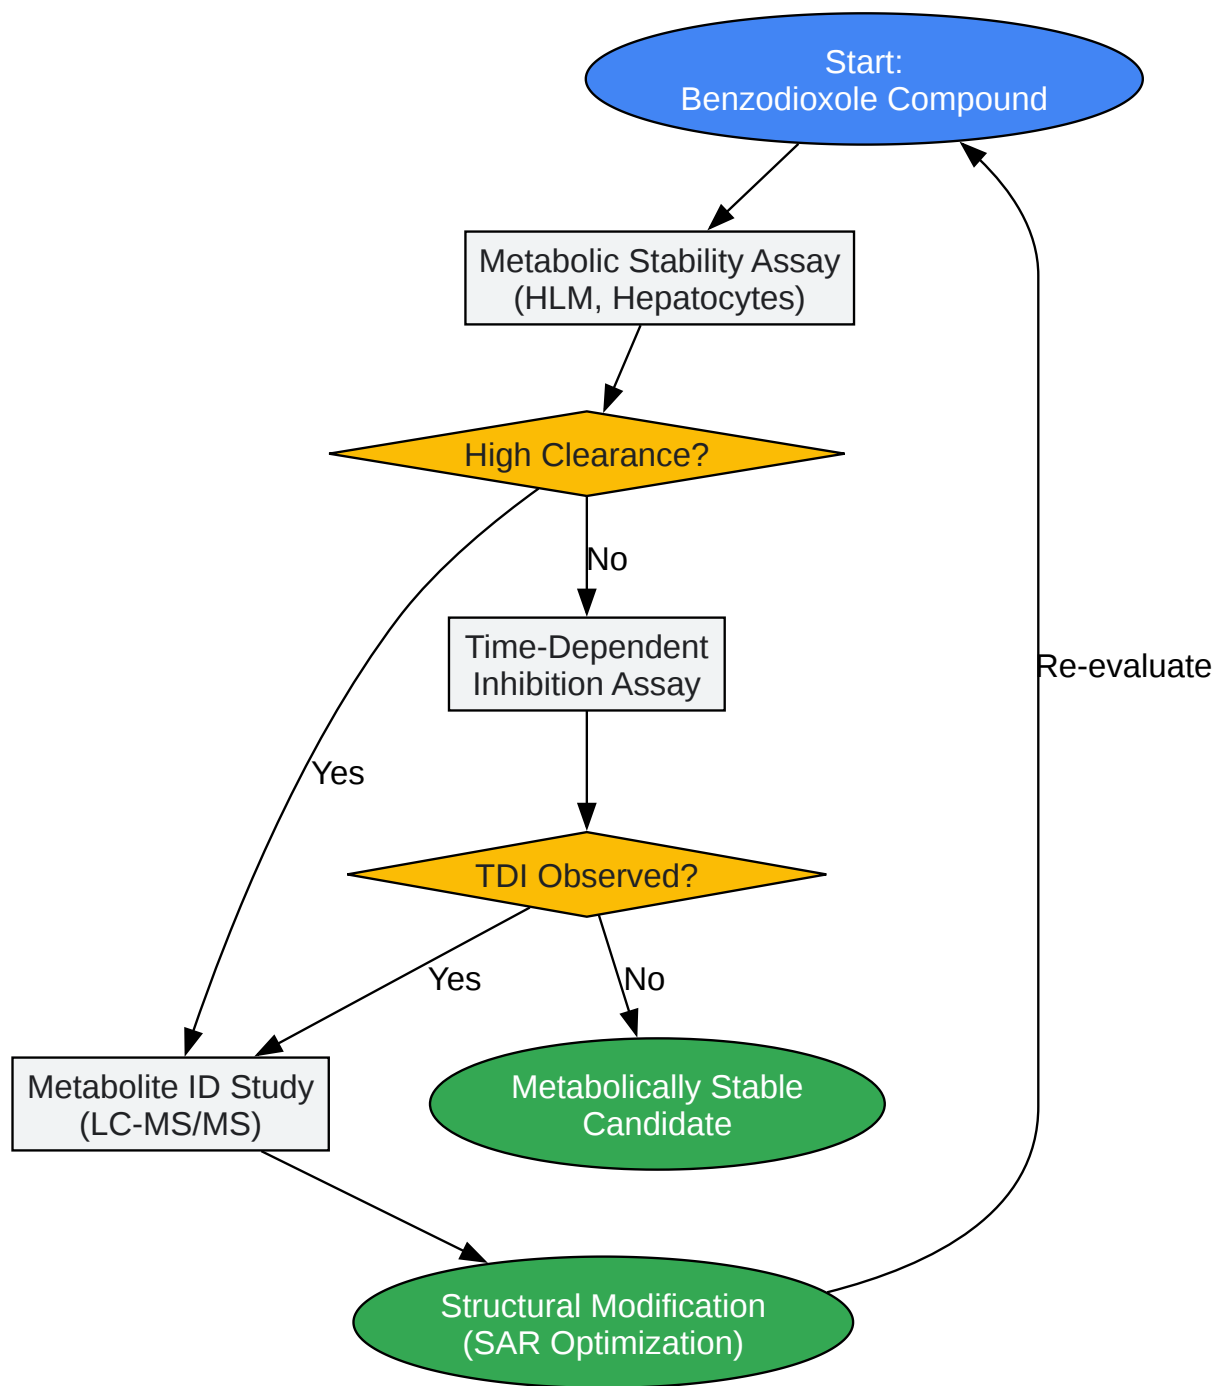 Start:
Benzodioxole Compound
Metabolic Stability Assay
(HLM, Hepatocytes)
High Clearance?
No
Time-Dependent
Inhibition Assay
Re-evaluate
Yes
TDI Observed?
Yes
No
Metabolite ID Study
(LC-MS/MS)
Metabolically Stable
Candidate
Structural Modification
(SAR Optimization)